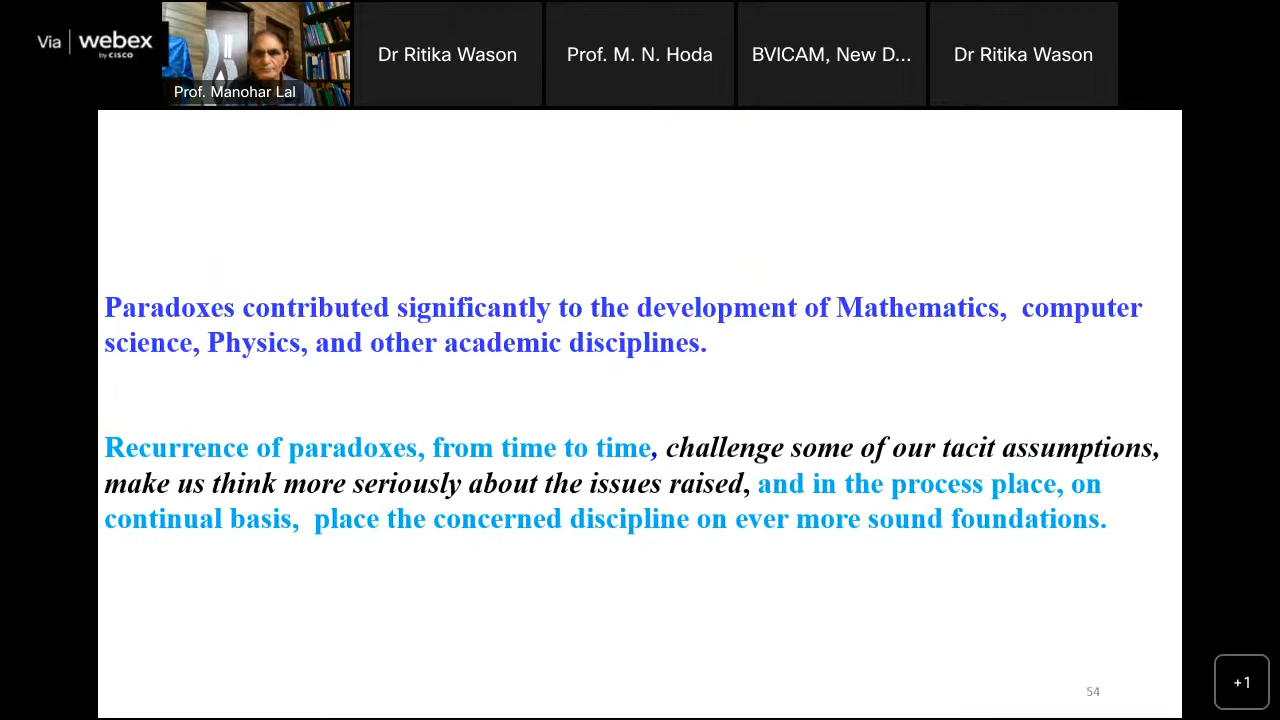 Via webex
by CISCO
Prof. Manohar Lal
Dr Ritika Wason
Prof. M. N. Hoda
BVICAM, New D...
Dr Ritika Wason
Paradoxes contributed significantly to the development of Mathematics,  computer
science, Physics, and other academic disciplines.
Recurrence of paradoxes, from time to time, challenge some of our tacit assumptions,
make us think more seriously about the issues raised, and in the process place, on
continual basis,  place the concerned discipline on ever more sound foundations.
54
+1